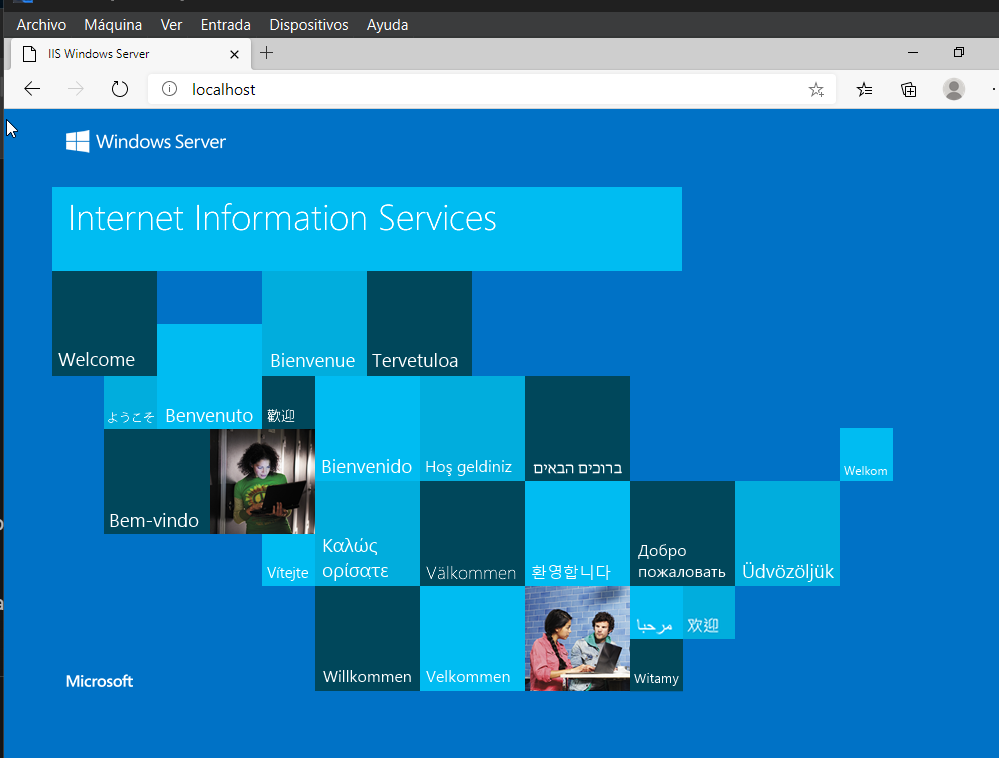 Archivo Máquina Ver Entrada Dispositivos Ayuda
IIS Windows Server
localhost
Windows Server
Internet Information Services
Welcome
Bienvenue
Tervetuloa
ようこそ
Benvenuto
歡迎
Bienvenido
Hoş geldiniz
ברוכים הבאים
Welkom
Bem-vindo
Vítejte
Καλώς
ορίσατε
Välkommen
환영합니다
Добро
пожаловать
Üdvözöljük
Willkommen
Velkommen
مرحبا
欢迎
Witamy
Microsoft